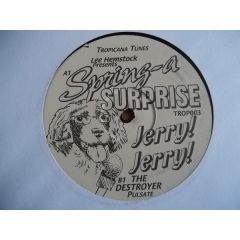 TROPICANA TUNES
LEE HEMSTOCK
PRESENTS
A1
Spring-a
SURPRISE
TROP003
Jerry!
Jerry!
B1 THE
DESTROYER
PULSATE